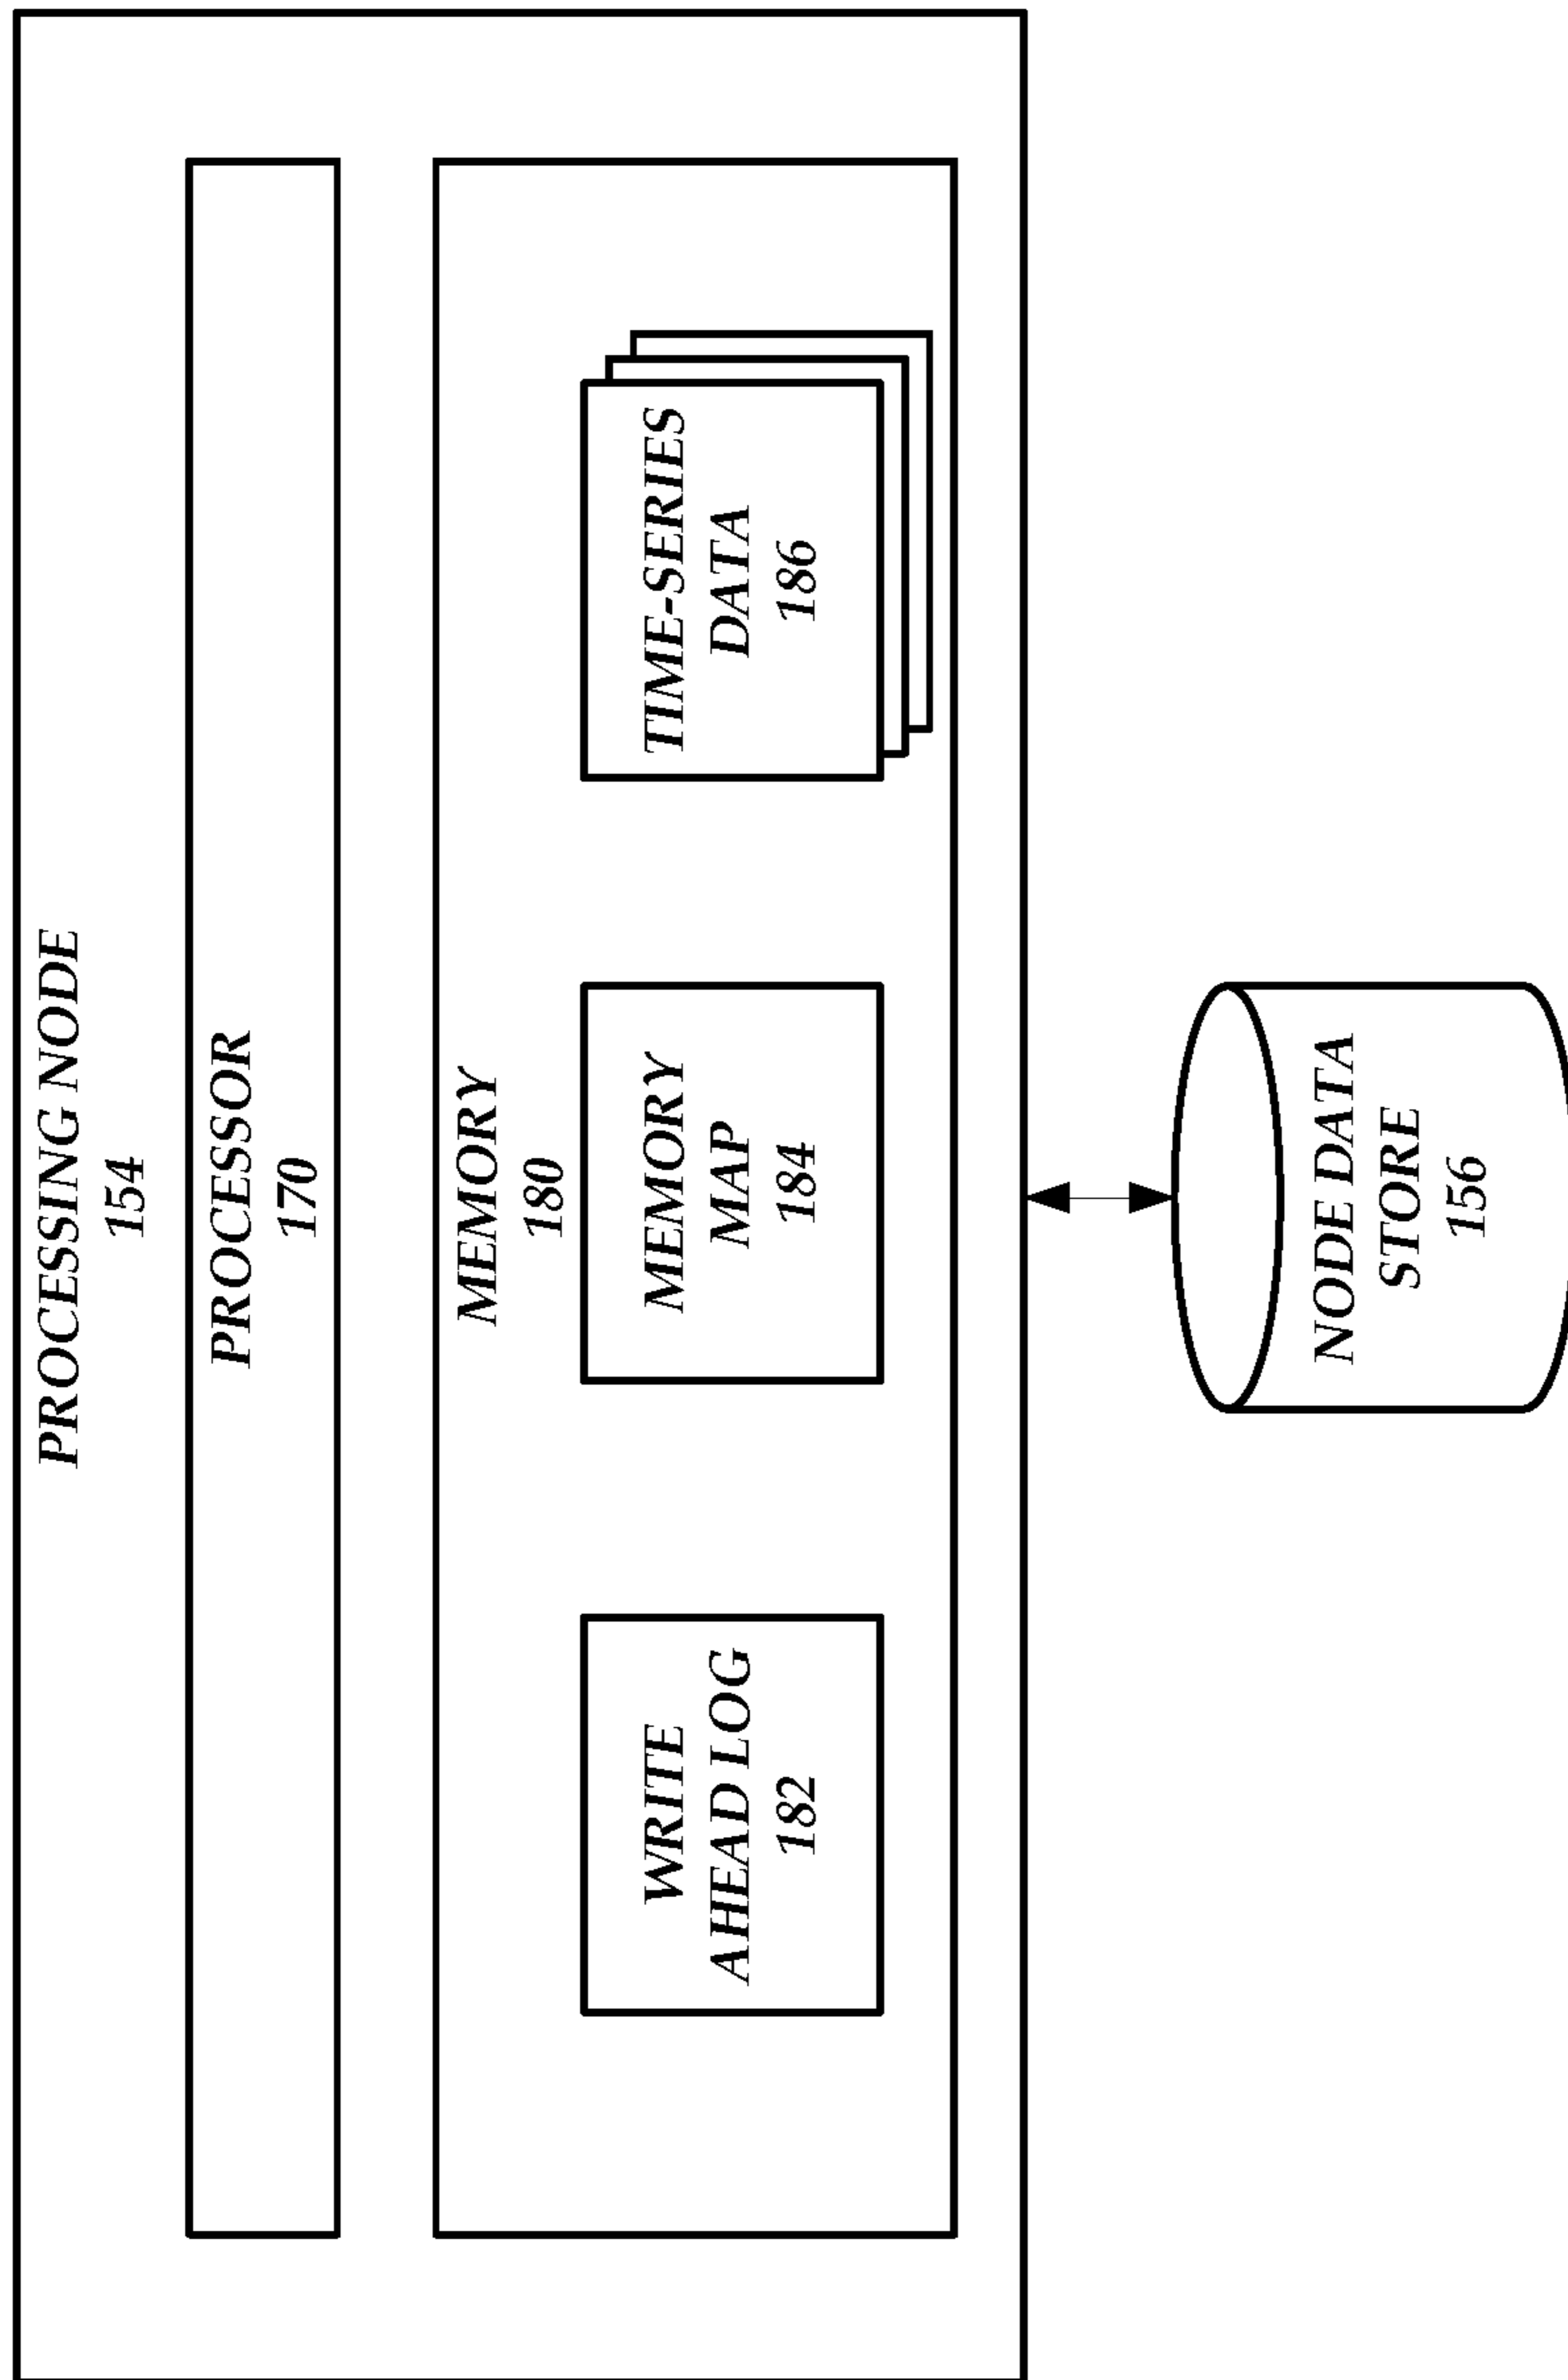 PROCESSING NODE
154
PROCESSOR
170
MEMORY
180
WRITE
AHEAD LOG
182
MEMORY
MAP
184
TIME-SERIES
DATA
186
NODE DATA
STORE
156